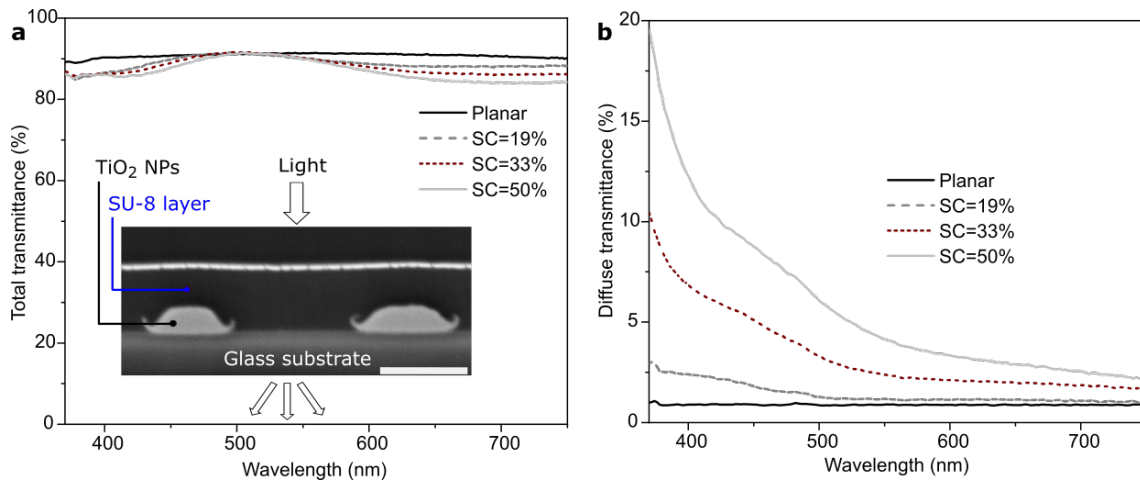 a
100
80
60
40
20
0
Total transmittance (%)
Planar
SC=19%
SC=33%
SC=50%
TiO₂ NPs
SU-8 layer
Light
Glass substrate
400
500
600
700
Wavelength (nm)
b
20
15
10
5
0
Diffuse transmittance (%)
Planar
SC=19%
SC=33%
SC=50%
400
500
600
700
Wavelength (nm)